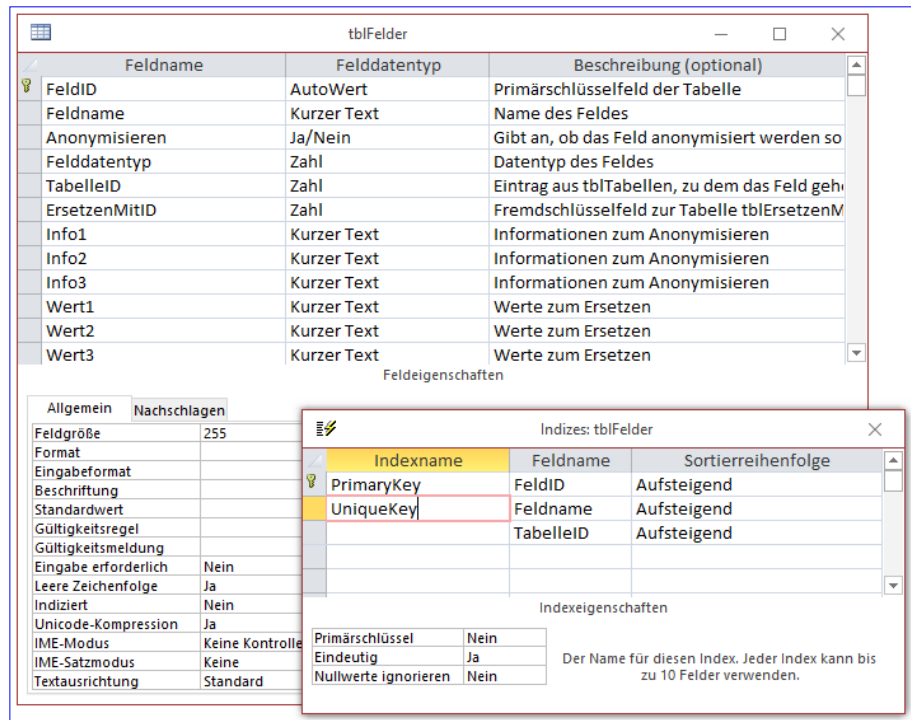 tblFelder
Feldname Felddatentyp Beschreibung (optional)
FeldID AutoWert Primärschlüsselfeld der Tabelle
Feldname Kurzer Text Name des Feldes
Anonymisieren Ja/Nein Gibt an, ob das Feld anonymisiert werden so
Felddatentyp Zahl Datentyp des Feldes
TabelleID Zahl Eintrag aus tblTabellen, zu dem das Feld geh
ErsetzenMitID Zahl Fremdschlüsselfeld zur Tabelle tblErsetzenM
Info1 Kurzer Text Informationen zum Anonymisieren
Info2 Kurzer Text Informationen zum Anonymisieren
Info3 Kurzer Text Informationen zum Anonymisieren
Wert1 Kurzer Text Werte zum Ersetzen
Wert2 Kurzer Text Werte zum Ersetzen
Wert3 Kurzer Text Werte zum Ersetzen
Feldeigenschaften
Allgemein Nachschlagen
Feldgröße 255
Format
Eingabeformat
Beschriftung
Standardwert
Gültigkeitsregel
Gültigkeitsmeldung
Eingabe erforderlich Nein
Leere Zeichenfolge Ja
Indiziert Nein
Unicode-Kompression Ja
IME-Modus Keine Kontrolle
IME-Satzmodus Keine
Textausrichtung Standard
Indizes: tblFelder
Indexname Feldname Sortierreihenfolge
PrimaryKey FeldID Aufsteigend
UniqueKey Feldname Aufsteigend
TabelleID Aufsteigend
Indexeigenschaften
Primärschlüssel Nein
Eindeutig Ja
Nullwerte ignorieren Nein
Der Name für diesen Index. Jeder Index kann bis
zu 10 Felder verwenden.